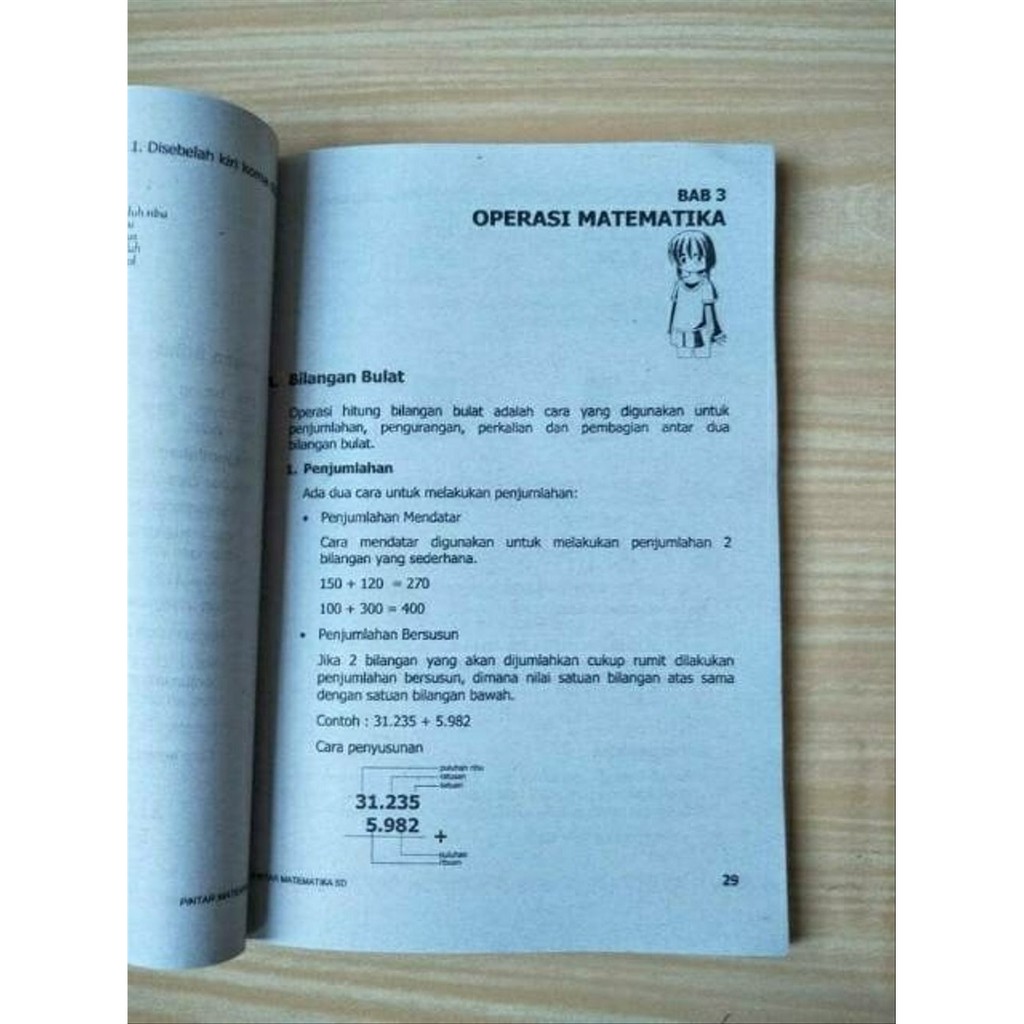 1. Disebelah kiri koma
BAB 3
OPERASI MATEMATIKA
Bilangan Bulat
Operasi hitung bilangan bulat adalah cara yang digunakan untuk
penjumlahan, pengurangan, perkalian dan pembagian antar dua
bilangan bulat.
1. Penjumlahan
Ada dua cara untuk melakukan penjumlahan:
• Penjumlahan Mendatar
Cara mendatar digunakan untuk melakukan penjumlahan 2
bilangan yang sederhana.
150 + 120 = 270
100 + 300 = 400
• Penjumlahan Bersusun
Jika 2 bilangan yang akan dijumlahkan cukup rumit dilakukan
penjumlahan bersusun, dimana nilai satuan bilangan atas sama
dengan satuan bilangan bawah.
Contoh : 31.235 + 5.982
Cara penyusunan
puluhan ribu
ratusan
satuan
31.235
5.982 +
puluhan
ribuan
MATEMATIKA SD
29
PINTAR